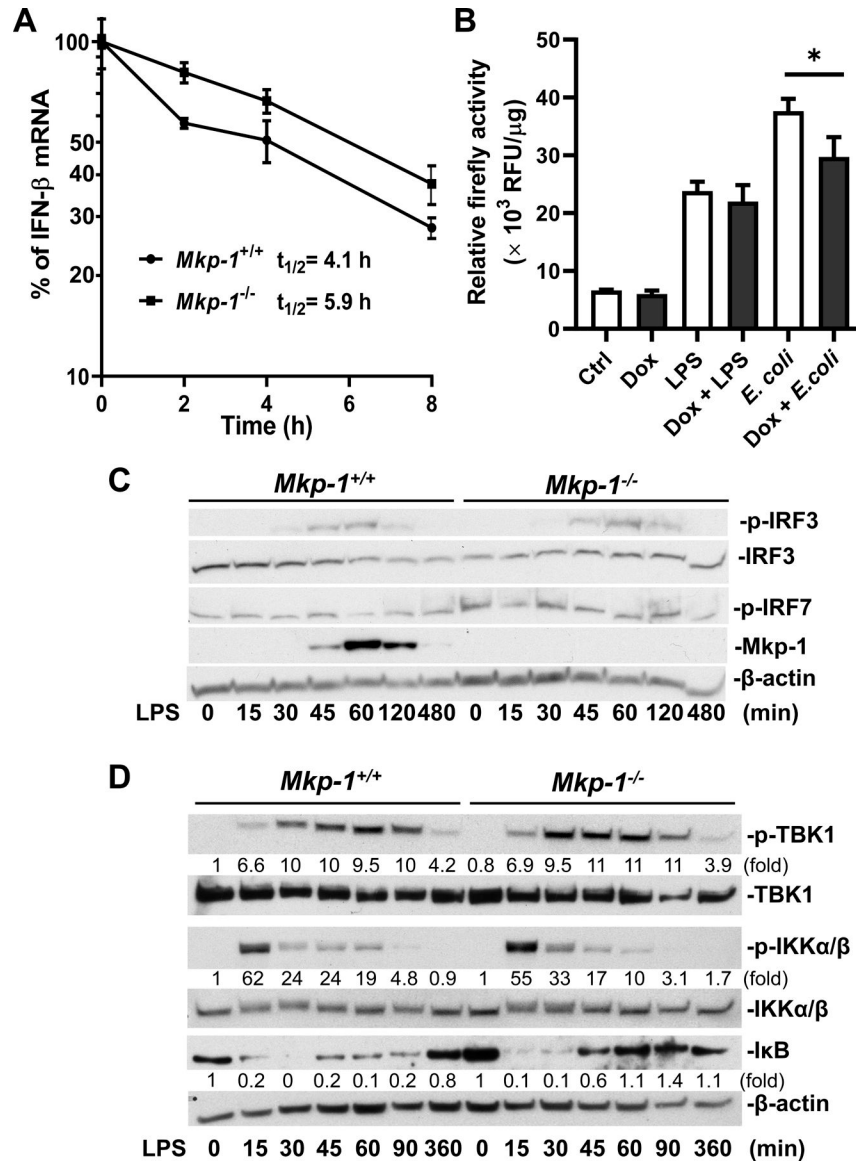 A
% of IFN-β mRNA
100
50
40
30
20
10
Mkp-1+/+ t1/2= 4.1 h
Mkp-1-/- t1/2= 5.9 h
0 2 4 6 8
Time (h)
B
Relative firefly activity
(× 10³ RFU/μg)
50
40
30
20
10
0
*
Ctrl
Dox
LPS
Dox + LPS
E. coli
Dox + E.coli
C
Mkp-1+/+ Mkp-1-/-
-p-IRF3
-IRF3
-p-IRF7
-Mkp-1
-β-actin
LPS 0 15 30 45 60 120 480 0 15 30 45 60 120 480 (min)
D
Mkp-1+/+ Mkp-1-/-
-p-TBK1
1 6.6 10 10 9.5 10 4.2 0.8 6.9 9.5 11 11 11 3.9 (fold)
-TBK1
-p-IKKα/β
1 62 24 24 19 4.8 0.9 1 55 33 17 10 3.1 1.7 (fold)
-IKKα/β
-IκB
1 0.2 0 0.2 0.1 0.2 0.8 1 0.1 0.1 0.6 1.1 1.4 1.1 (fold)
-β-actin
LPS 0 15 30 45 60 90 360 0 15 30 45 60 90 360 (min)